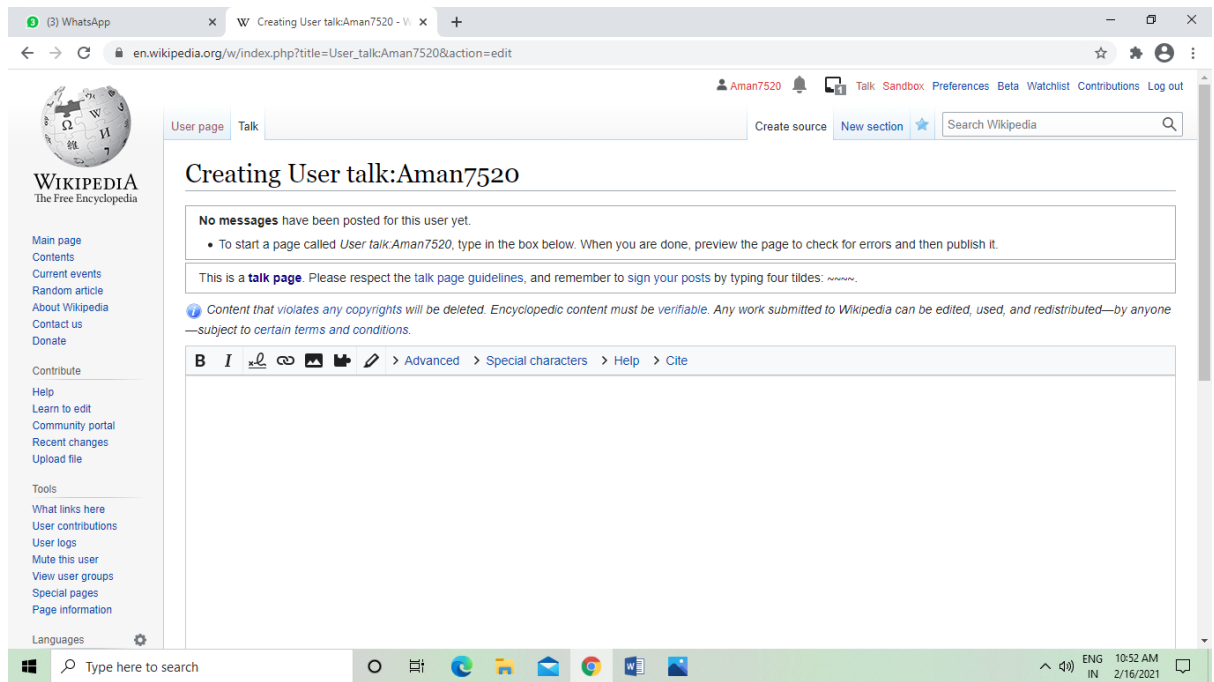 (3) WhatsApp
Creating User talk:Aman7520 - W
en.wikipedia.org/w/index.php?title=User_talk:Aman7520&action=edit
Aman7520 1 Talk Sandbox Preferences Beta Watchlist Contributions Log out
User page Talk Create source New section Search Wikipedia
WIKIPEDIA
The Free Encyclopedia
Main page
Contents
Current events
Random article
About Wikipedia
Contact us
Donate
Contribute
Help
Learn to edit
Community portal
Recent changes
Upload file
Tools
What links here
User contributions
User logs
Mute this user
View user groups
Special pages
Page information
Languages
Creating User talk:Aman7520
No messages have been posted for this user yet.
• To start a page called User talk:Aman7520, type in the box below. When you are done, preview the page to check for errors and then publish it.
This is a talk page. Please respect the talk page guidelines, and remember to sign your posts by typing four tildes: ~~~~.
Content that violates any copyrights will be deleted. Encyclopedic content must be verifiable. Any work submitted to Wikipedia can be edited, used, and redistributed—by anyone
—subject to certain terms and conditions.
B I Advanced Special characters Help Cite
Type here to search
ENG 10:52 AM
IN 2/16/2021